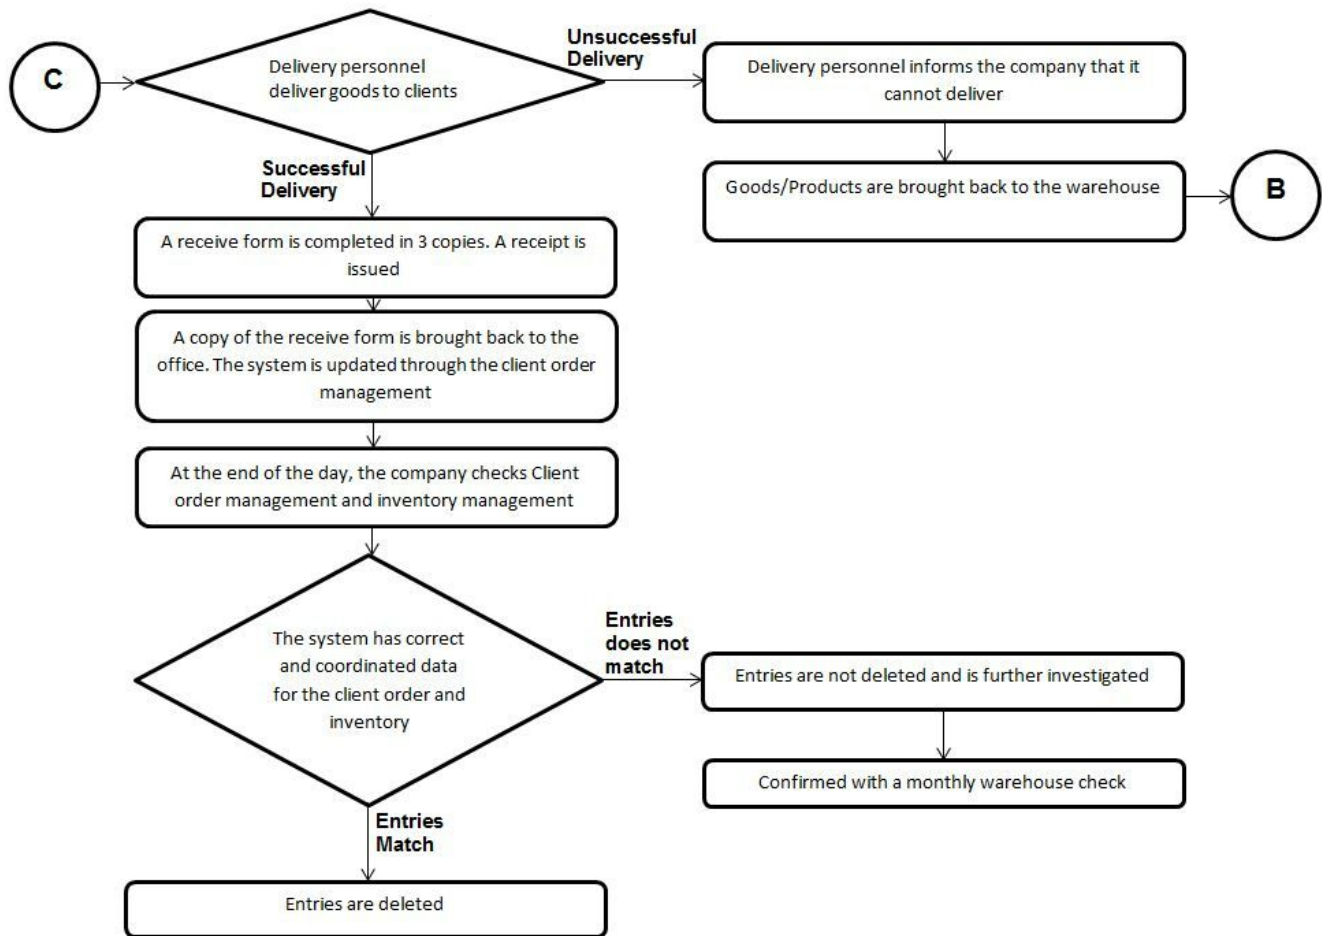 C
Delivery personnel
deliver goods to clients
Unsuccessful
Delivery
Delivery personnel informs the company that it
cannot deliver
Successful
Delivery
Goods/Products are brought back to the warehouse
B
A receive form is completed in 3 copies. A receipt is
issued
A copy of the receive form is brought back to the
office. The system is updated through the client order
management
At the end of the day, the company checks Client
order management and inventory management
The system has correct
and coordinated data
for the client order and
inventory
Entries
does not
match
Entries are not deleted and is further investigated
Confirmed with a monthly warehouse check
Entries
Match
Entries are deleted